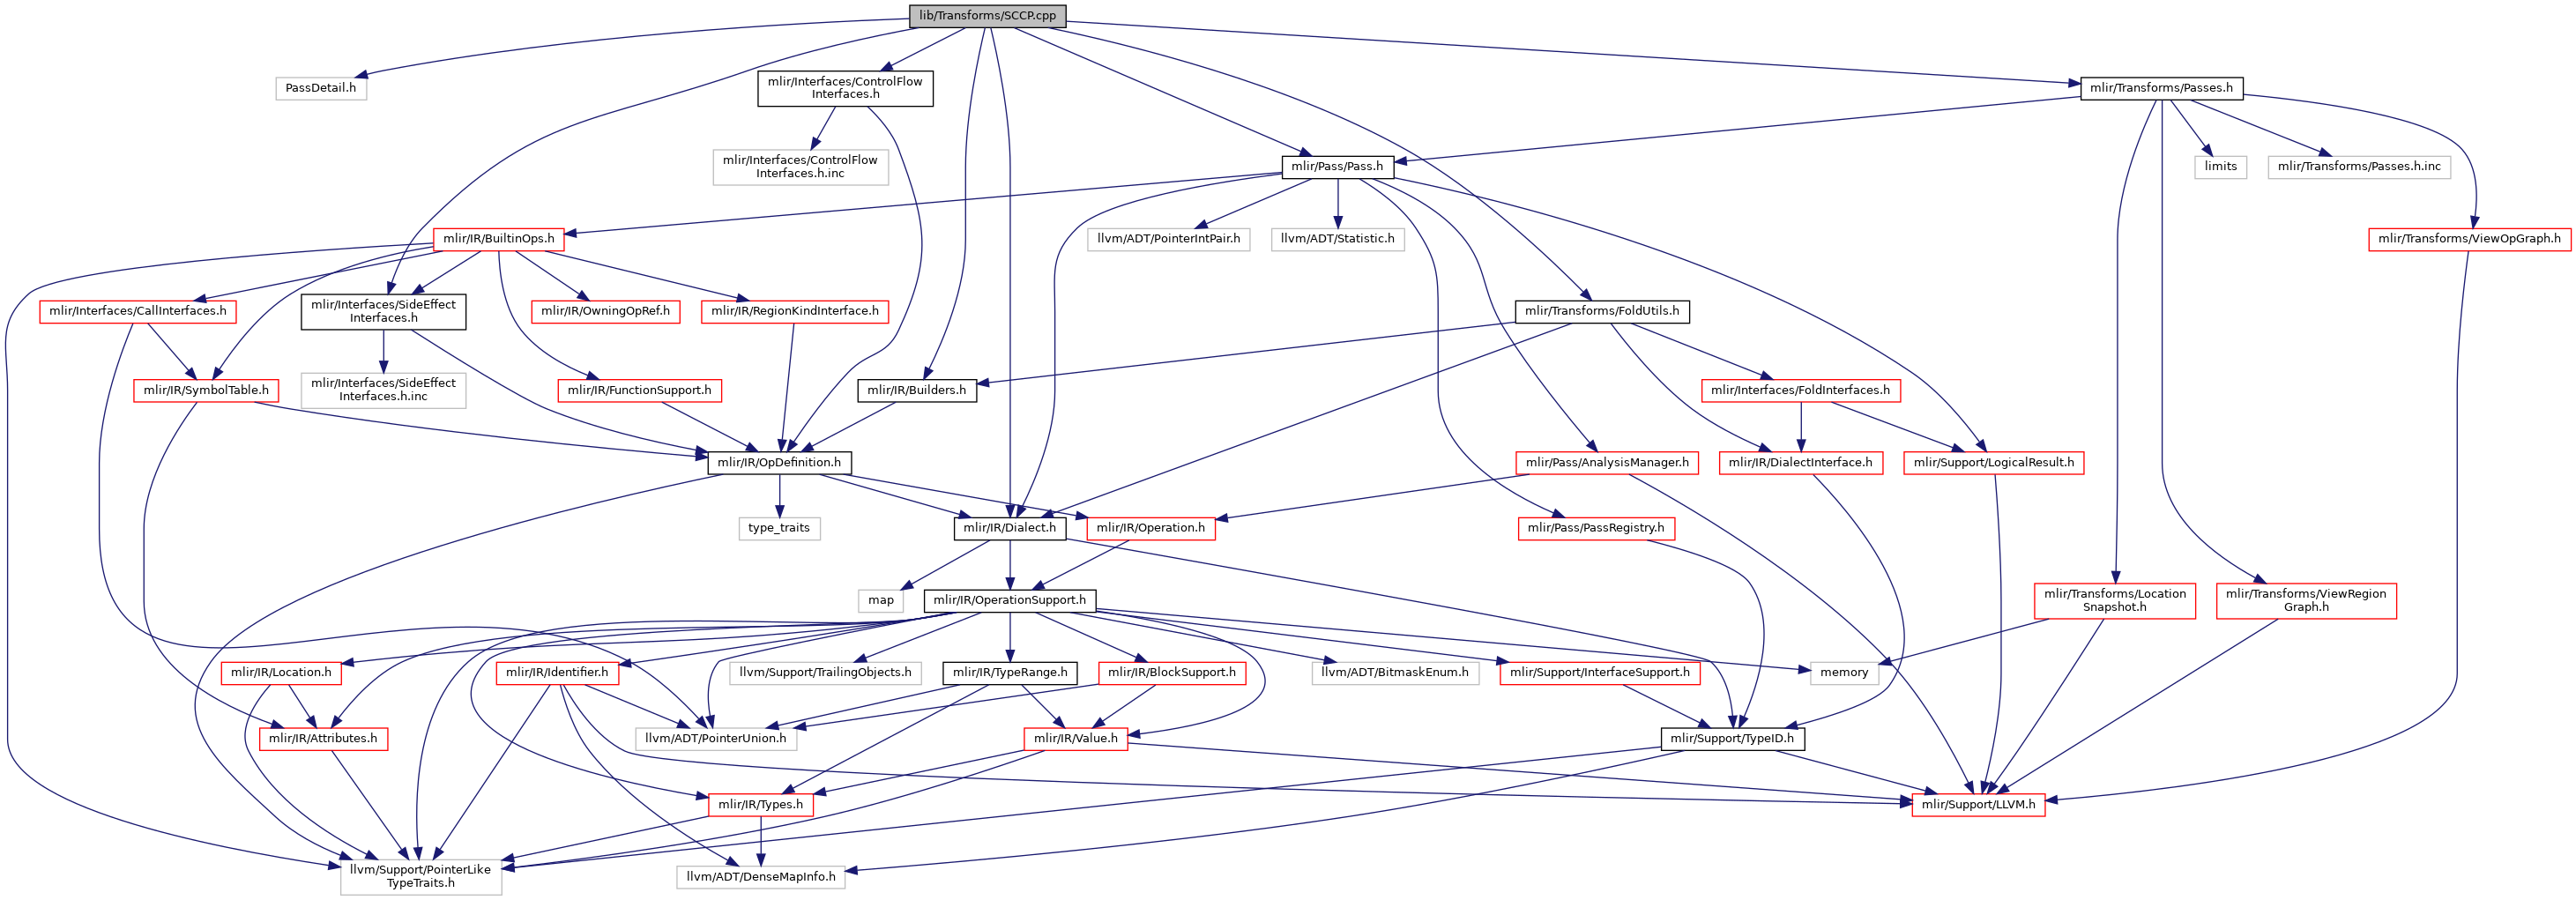 lib/Transforms/SCCP.cpp
PassDetail.h
mlir/Interfaces/ControlFlow
Interfaces.h
mlir/Transforms/Passes.h
mlir/Interfaces/ControlFlow
Interfaces.h.inc
mlir/Pass/Pass.h
limits
mlir/Transforms/Passes.h.inc
mlir/IR/BuiltinOps.h
llvm/ADT/PointerIntPair.h
llvm/ADT/Statistic.h
mlir/Transforms/ViewOpGraph.h
mlir/Interfaces/CallInterfaces.h
mlir/Interfaces/SideEffect
Interfaces.h
mlir/IR/OwningOpRef.h
mlir/IR/RegionKindInterface.h
mlir/Transforms/FoldUtils.h
mlir/IR/SymbolTable.h
mlir/Interfaces/SideEffect
Interfaces.h.inc
mlir/IR/FunctionSupport.h
mlir/IR/Builders.h
mlir/Interfaces/FoldInterfaces.h
mlir/IR/OpDefinition.h
mlir/Pass/AnalysisManager.h
mlir/IR/DialectInterface.h
mlir/Support/LogicalResult.h
type_traits
mlir/IR/Dialect.h
mlir/IR/Operation.h
mlir/Pass/PassRegistry.h
map
mlir/IR/OperationSupport.h
mlir/Transforms/Location
Snapshot.h
mlir/Transforms/ViewRegion
Graph.h
mlir/IR/Location.h
mlir/IR/Identifier.h
llvm/Support/TrailingObjects.h
mlir/IR/TypeRange.h
mlir/IR/BlockSupport.h
llvm/ADT/BitmaskEnum.h
mlir/Support/InterfaceSupport.h
memory
mlir/IR/Attributes.h
llvm/ADT/PointerUnion.h
mlir/IR/Value.h
mlir/Support/TypeID.h
mlir/IR/Types.h
mlir/Support/LLVM.h
llvm/Support/PointerLike
TypeTraits.h
llvm/ADT/DenseMapInfo.h